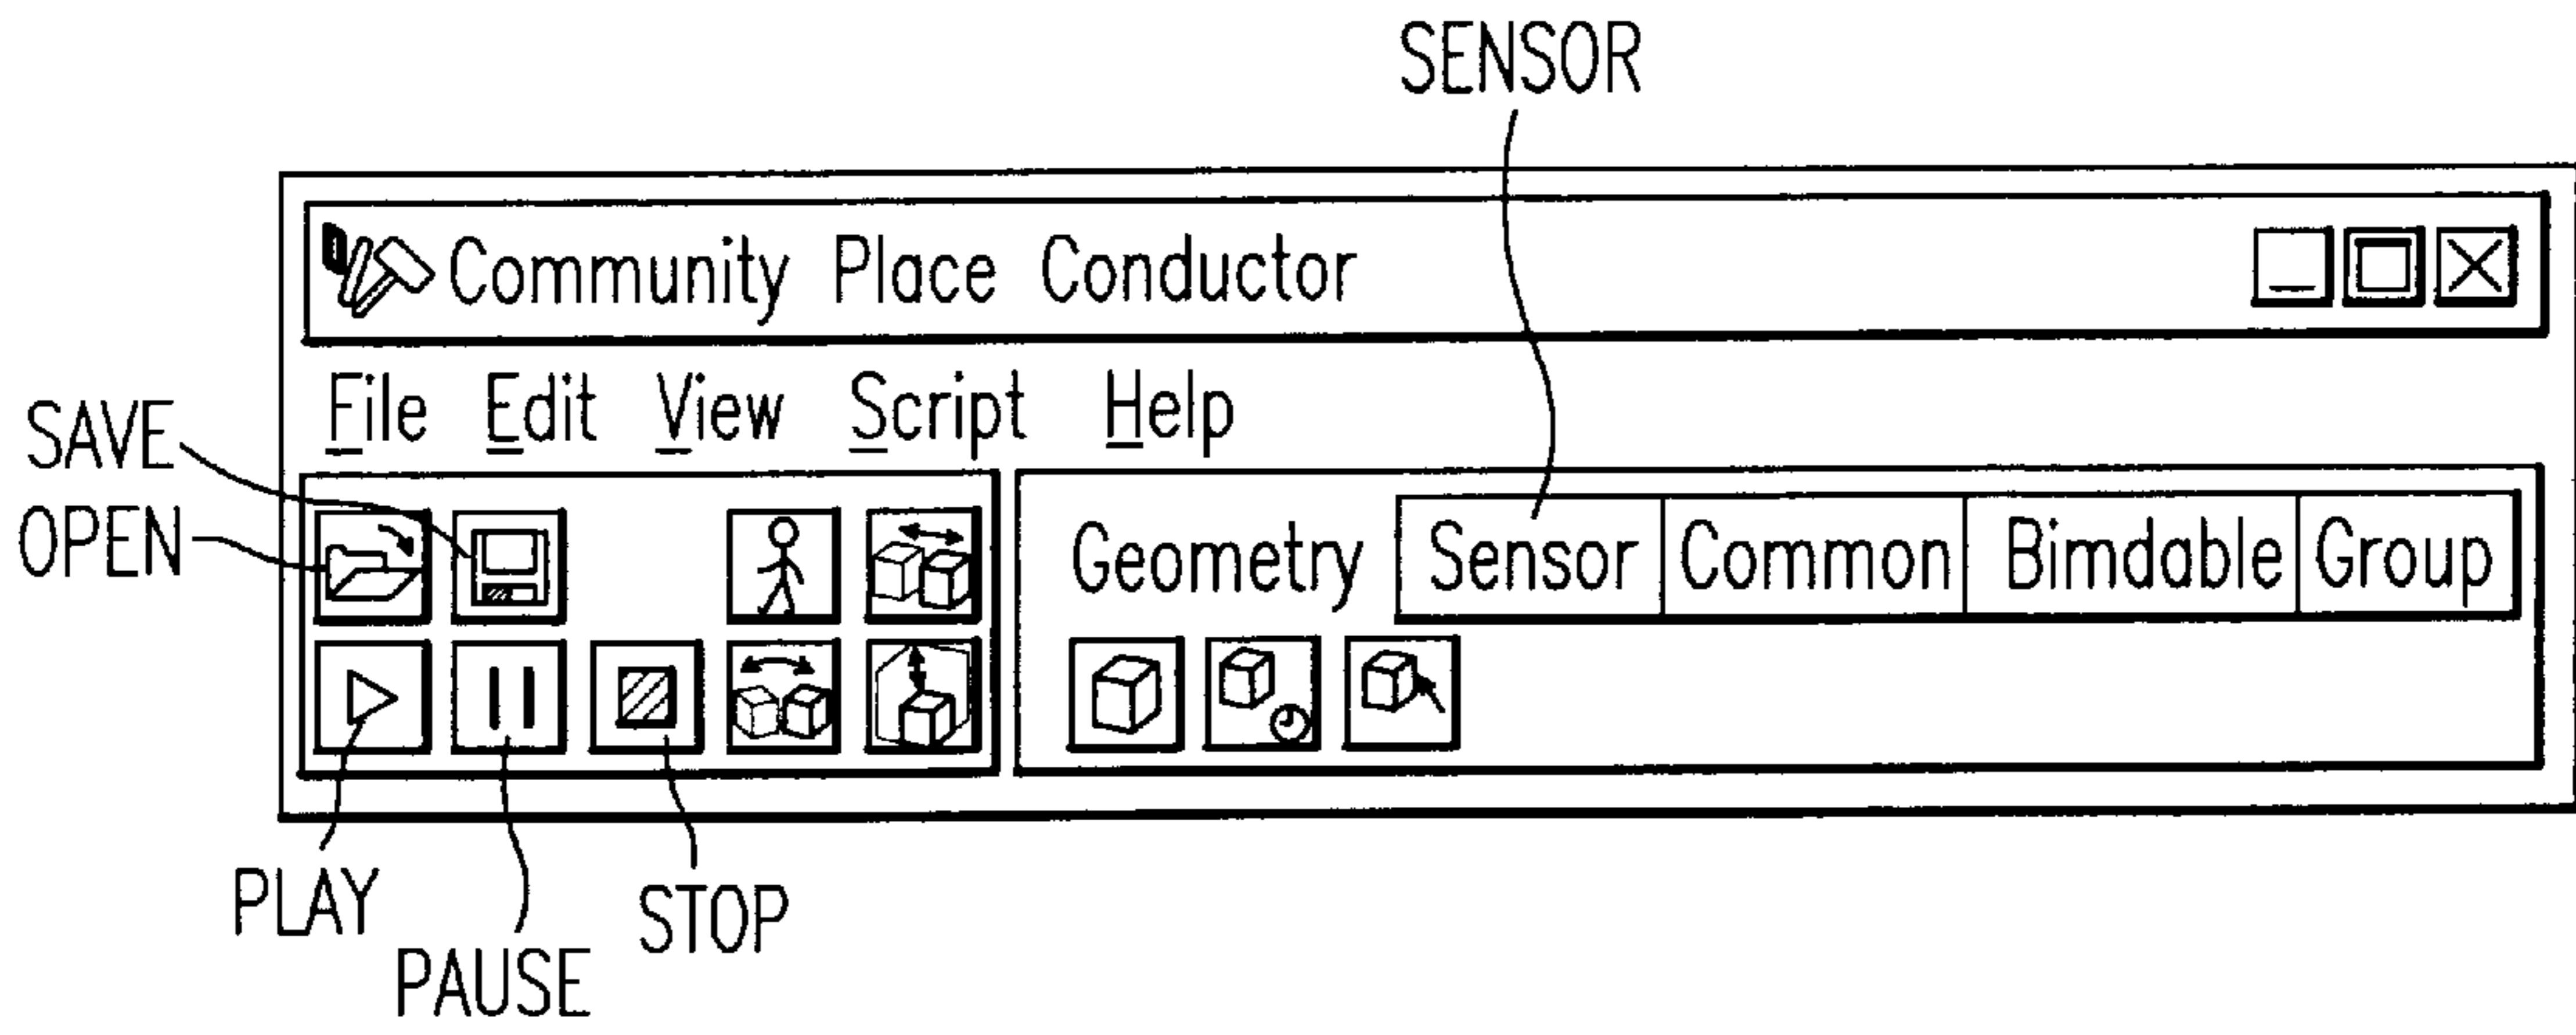 SENSOR
Community Place Conductor
File Edit View Script Help
SAVE
OPEN
Geometry Sensor Common Bimdable Group
PLAY
PAUSE
STOP